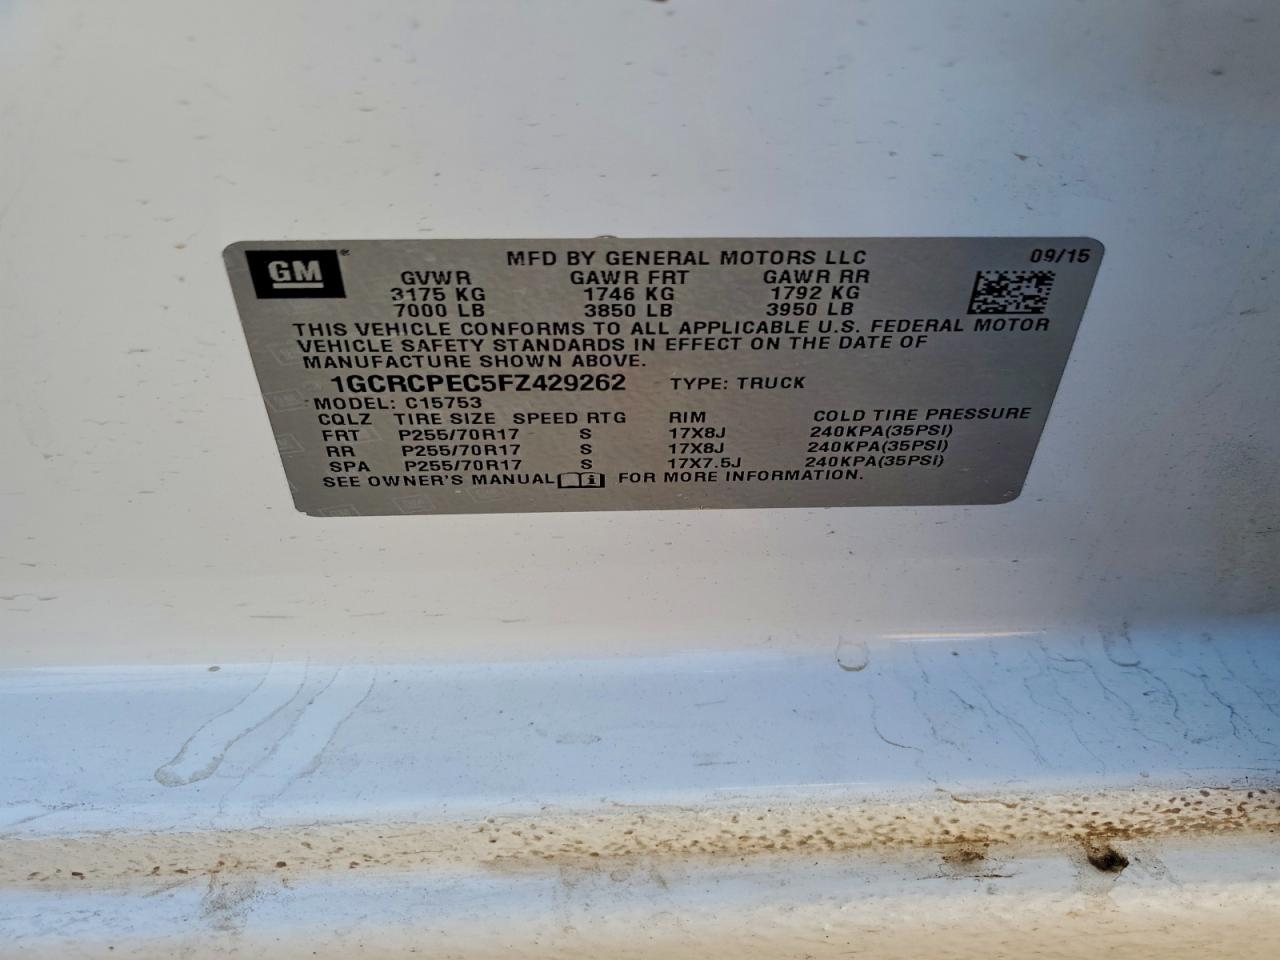 GM®
MFD BY GENERAL MOTORS LLC 09/15
GVWR GAWR FRT GAWR RR
3175 KG 1746 KG 1792 KG
7000 LB 3850 LB 3950 LB
THIS VEHICLE CONFORMS TO ALL APPLICABLE U.S. FEDERAL MOTOR
VEHICLE SAFETY STANDARDS IN EFFECT ON THE DATE OF
MANUFACTURE SHOWN ABOVE.
1GCRCPEC5FZ429262 TYPE: TRUCK
MODEL: C15753
CQLZ TIRE SIZE SPEED RTG RIM COLD TIRE PRESSURE
FRT P255/70R17 S 17X8J 240KPA(35PSI)
RR P255/70R17 S 17X8J 240KPA(35PSI)
SPA P255/70R17 S 17X7.5J 240KPA(35PSI)
SEE OWNER'S MANUAL i FOR MORE INFORMATION.